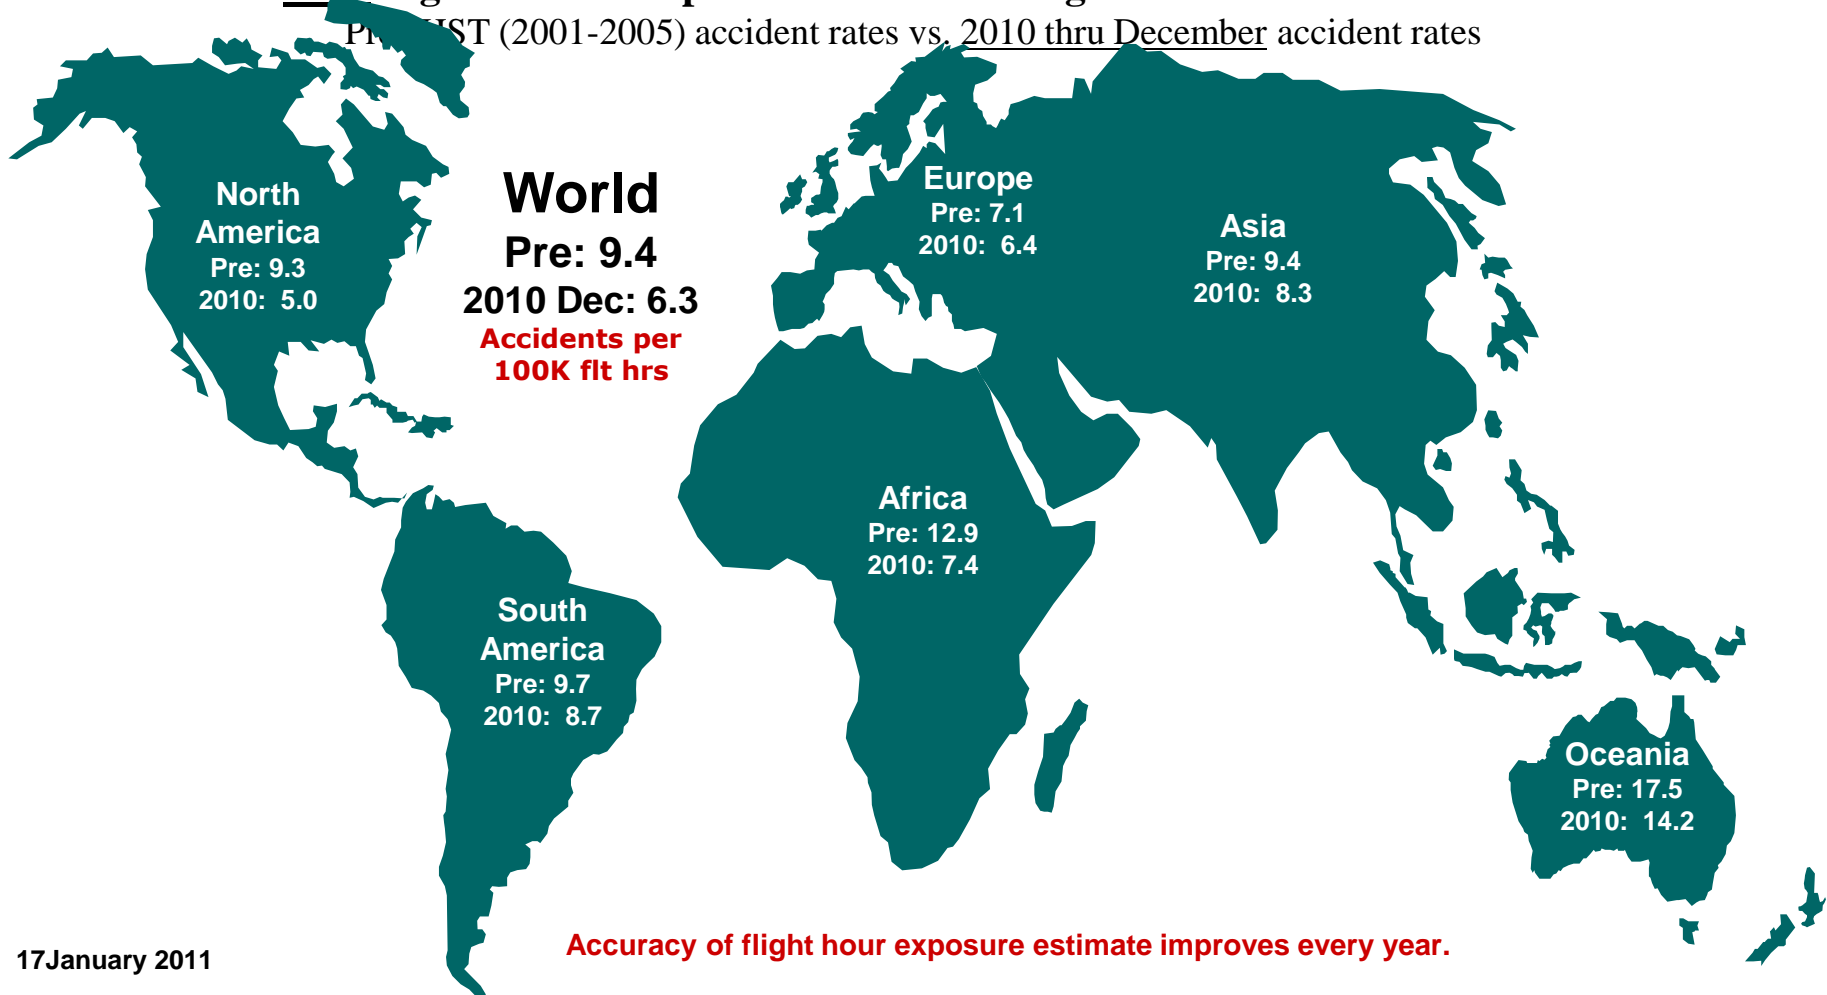 (2001-2005) accident rates vs. 2010 thru December accident rates
North
America
Pre: 9.3
2010: 5.0
World
Pre: 9.4
2010 Dec: 6.3
Accidents per
100K flt hrs
Europe
Pre: 7.1
2010: 6.4
Asia
Pre: 9.4
2010: 8.3
Africa
Pre: 12.9
2010: 7.4
South
America
Pre: 9.7
2010: 8.7
Oceania
Pre: 17.5
2010: 14.2
Accuracy of flight hour exposure estimate improves every year.
17January 2011